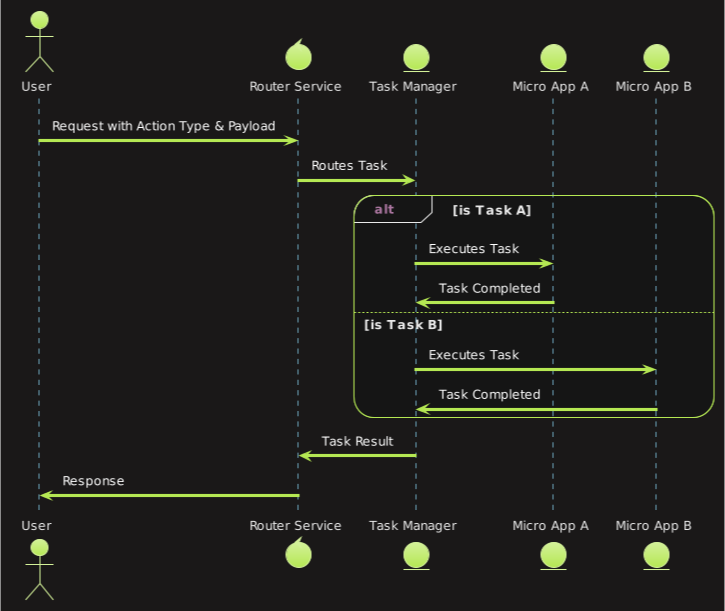 User
Router Service
Task Manager
Micro App A
Micro App B
Request with Action Type & Payload
Routes Task
alt
[is Task A]
Executes Task
Task Completed
[is Task B]
Executes Task
Task Completed
Task Result
Response
User
Router Service
Task Manager
Micro App A
Micro App B